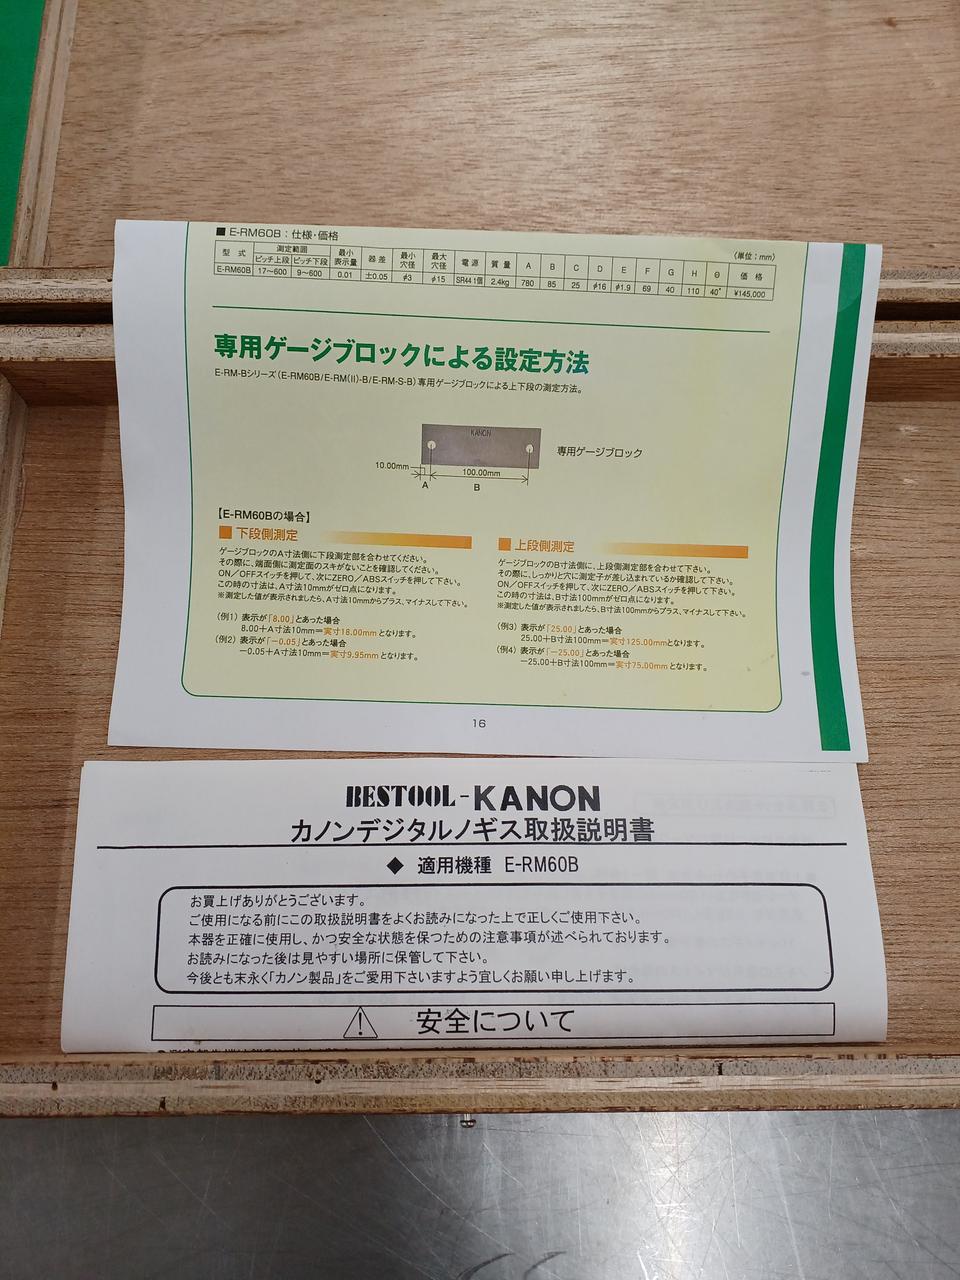 ■ E-RM60B：仕様・価格
（単位：mm）
型 式 測定範囲 最小表示量 器 差 最小穴径 最大穴径 電 源 質 量 A B C D E F G H θ 価 格
ピッチ上段 ピッチ下段
E-RM60B 17～600 9～600 0.01 ±0.05 φ3 φ15 SR44 1個 2.4kg 780 85 25 φ16 φ1.9 69 40 110 40° ¥145,000
専用ゲージブロックによる設定方法
E-RM-Bシリーズ（E-RM60B/E-RM(II)-B/E-RM-S-B）専用ゲージブロックによる上下段の測定方法。
KANON
専用ゲージブロック
10.00mm
100.00mm
A
B
【E-RM60Bの場合】
■ 下段側測定
ゲージブロックのA寸法側に下段測定部を合わせてください。
その際に、端面側に測定面のスキがないことを確認してください。
ON／OFFスイッチを押して、次にZERO／ABSスイッチを押して下さい。
この時の寸法は、A寸法10mmがゼロ点になります。
※測定した値が表示されましたら、A寸法10mmからプラス、マイナスして下さい。
（例1） 表示が「8.00」とあった場合
8.00＋A寸法10mm＝実寸18.00mmとなります。
（例2） 表示が「－0.05」とあった場合
－0.05＋A寸法10mm＝実寸9.95mmとなります。
■ 上段側測定
ゲージブロックのB寸法側に、上段側測定部を合わせて下さい。
その際に、しっかりと穴に測定子が差し込まれているか確認して下さい。
ON／OFFスイッチを押して、次にZERO／ABSスイッチを押して下さい。
この時の寸法は、B寸法100mmがゼロ点になります。
※測定した値が表示されましたら、B寸法100mmからプラス、マイナスして下さい。
（例3） 表示が「25.00」とあった場合
25.00＋B寸法100mm＝実寸125.00mmとなります。
（例4） 表示が「－25.00」とあった場合
－25.00＋B寸法100mm＝実寸75.00mmとなります。
16
BESTOOL-KANON
カノンデジタルノギス取扱説明書
◆ 適用機種 E-RM60B
お買上げありがとうございます。
ご使用になる前にこの取扱説明書をよくお読みになった上で正しくご使用下さい。
本器を正確に使用し、かつ安全な状態を保つための注意事項が述べられております。
お読みになった後は見やすい場所に保管して下さい。
今後とも末永く「カノン製品」をご愛用下さいますよう宜しくお願い申し上げます。
安全について